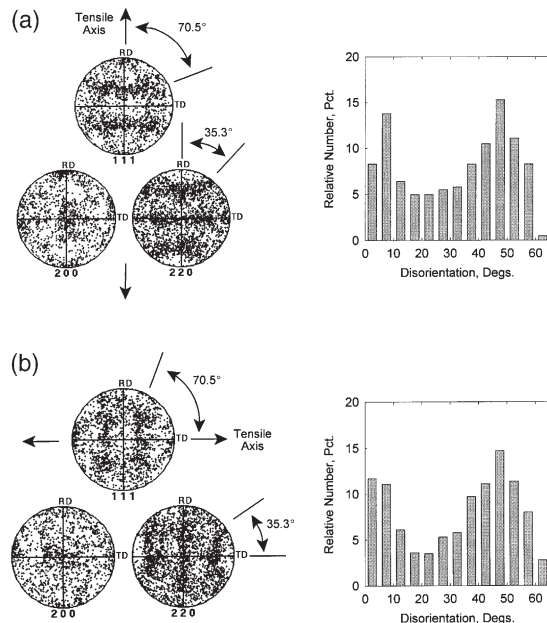 (a)
Tensile
Axis
70.5°
RD
TD
111
35.3°
RD
TD
200
RD
TD
220
20
15
10
5
0
Relative Number, Pct.
0 10 20 30 40 50 60
Disorientation, Degs.
(b)
70.5°
RD
TD
Tensile
Axis
111
35.3°
RD
TD
200
RD
TD
220
20
15
10
5
0
Relative Number, Pct.
0 10 20 30 40 50 60
Disorientation, Degs.